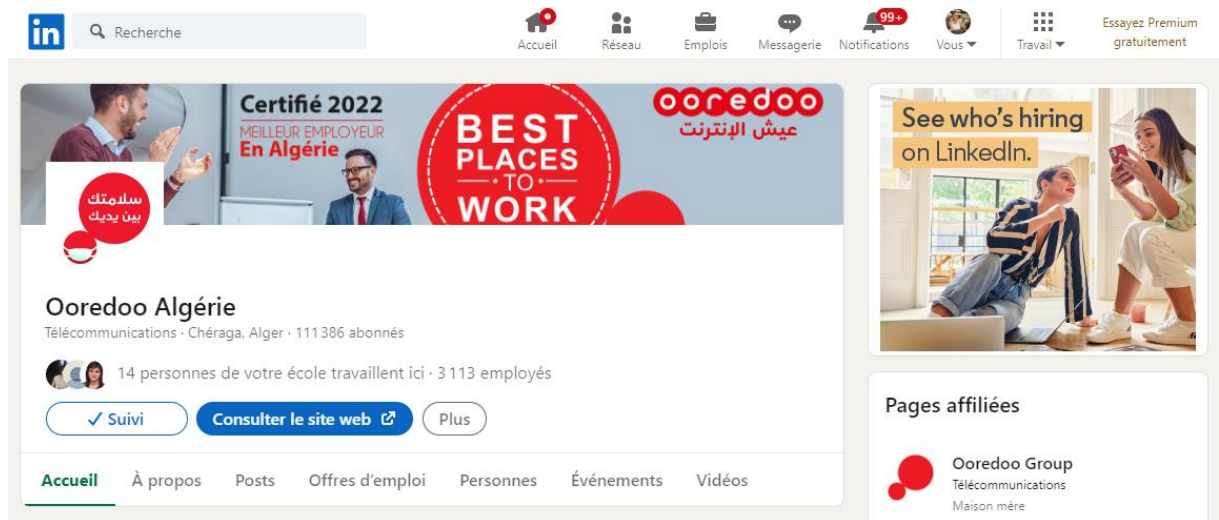 in
Recherche
Accueil
Réseau
Emplois
Messagerie
99+
Notifications
Vous
Travail
Essayez Premium
gratuitement
Certifié 2022
MEILLEUR EMPLOYEUR
En Algérie
BEST
PLACES
TO
WORK
ooredoo
عيش الإنترنت
سلامتك
بين يديك
Ooredoo Algérie
Télécommunications · Chéraga, Alger · 111 386 abonnés
14 personnes de votre école travaillent ici · 3 113 employés
Suivi
Consulter le site web
Plus
Accueil
À propos
Posts
Offres d'emploi
Personnes
Événements
Vidéos
See who's hiring
on LinkedIn.
Pages affiliées
Ooredoo Group
Télécommunications
Maison mère